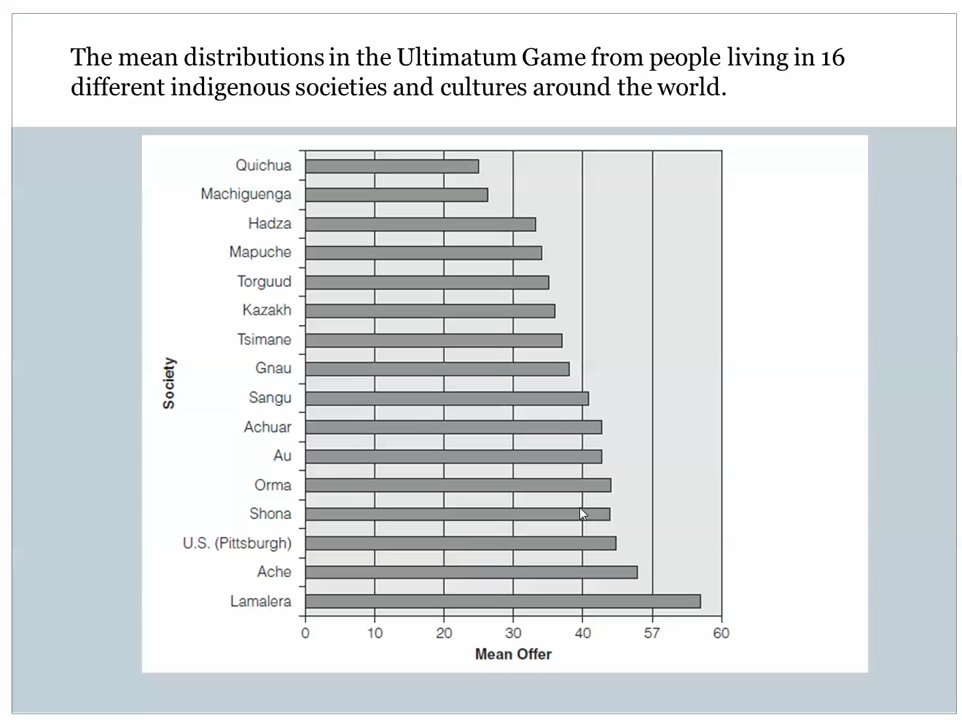 The mean distributions in the Ultimatum Game from people living in 16
different indigenous societies and cultures around the world.
Society
Quichua
Machiguenga
Hadza
Mapuche
Torguud
Kazakh
Tsimane
Gnau
Sangu
Achuar
Au
Orma
Shona
U.S. (Pittsburgh)
Ache
Lamalera
0 10 20 30 40 57 60
Mean Offer